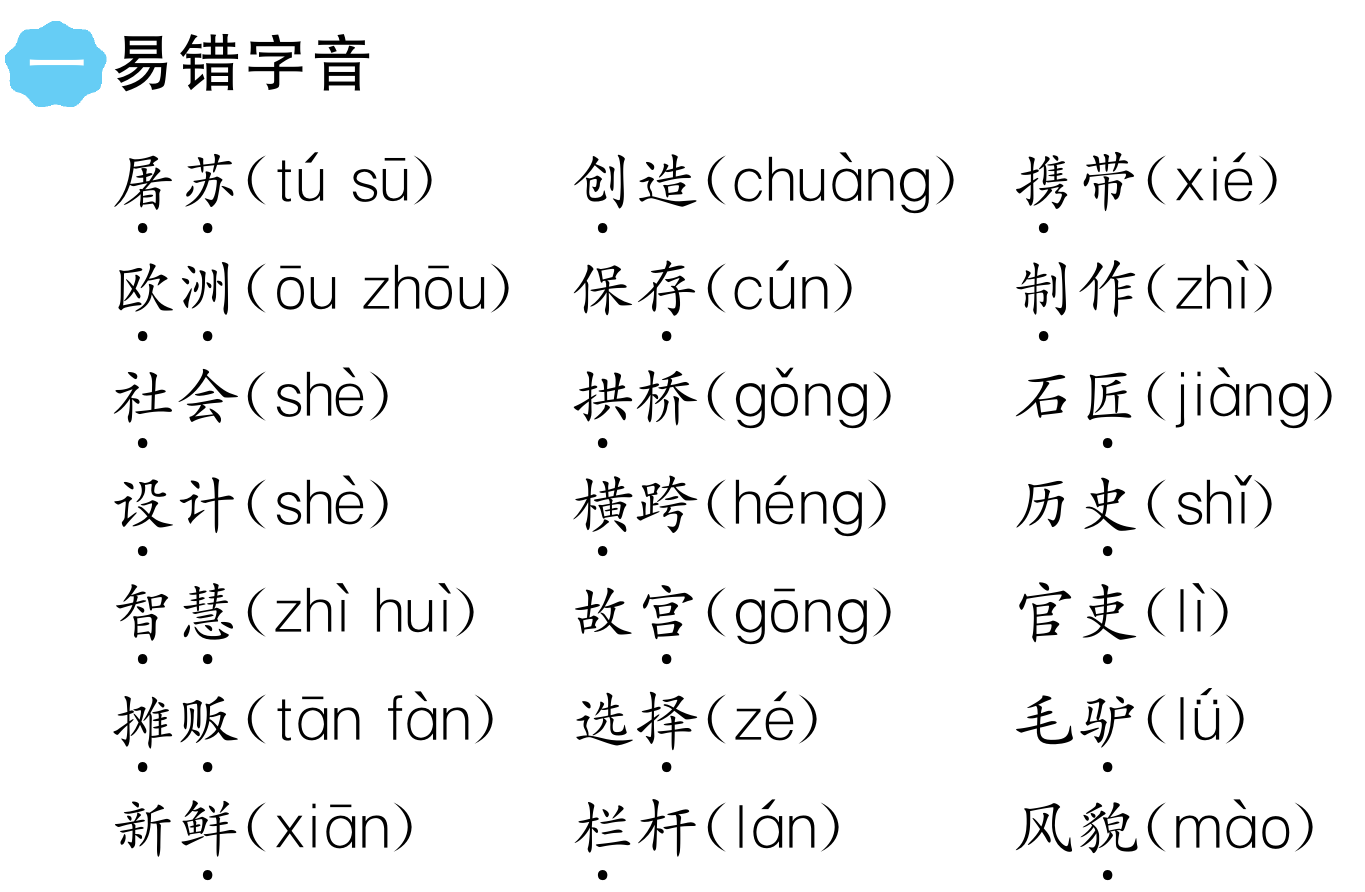 一 易错字音
屠苏(tú sū) 创造(chuàng) 携带(xié)
欧洲(ōu zhōu) 保存(cún) 制作(zhì)
社会(shè) 拱桥(gǒng) 石匠(jiàng)
设计(shè) 横跨(héng) 历史(shǐ)
智慧(zhì huì) 故宫(gōng) 官吏(lì)
摊贩(tān fàn) 选择(zé) 毛驴(lǘ)
新鲜(xiān) 栏杆(lán) 风貌(mào)